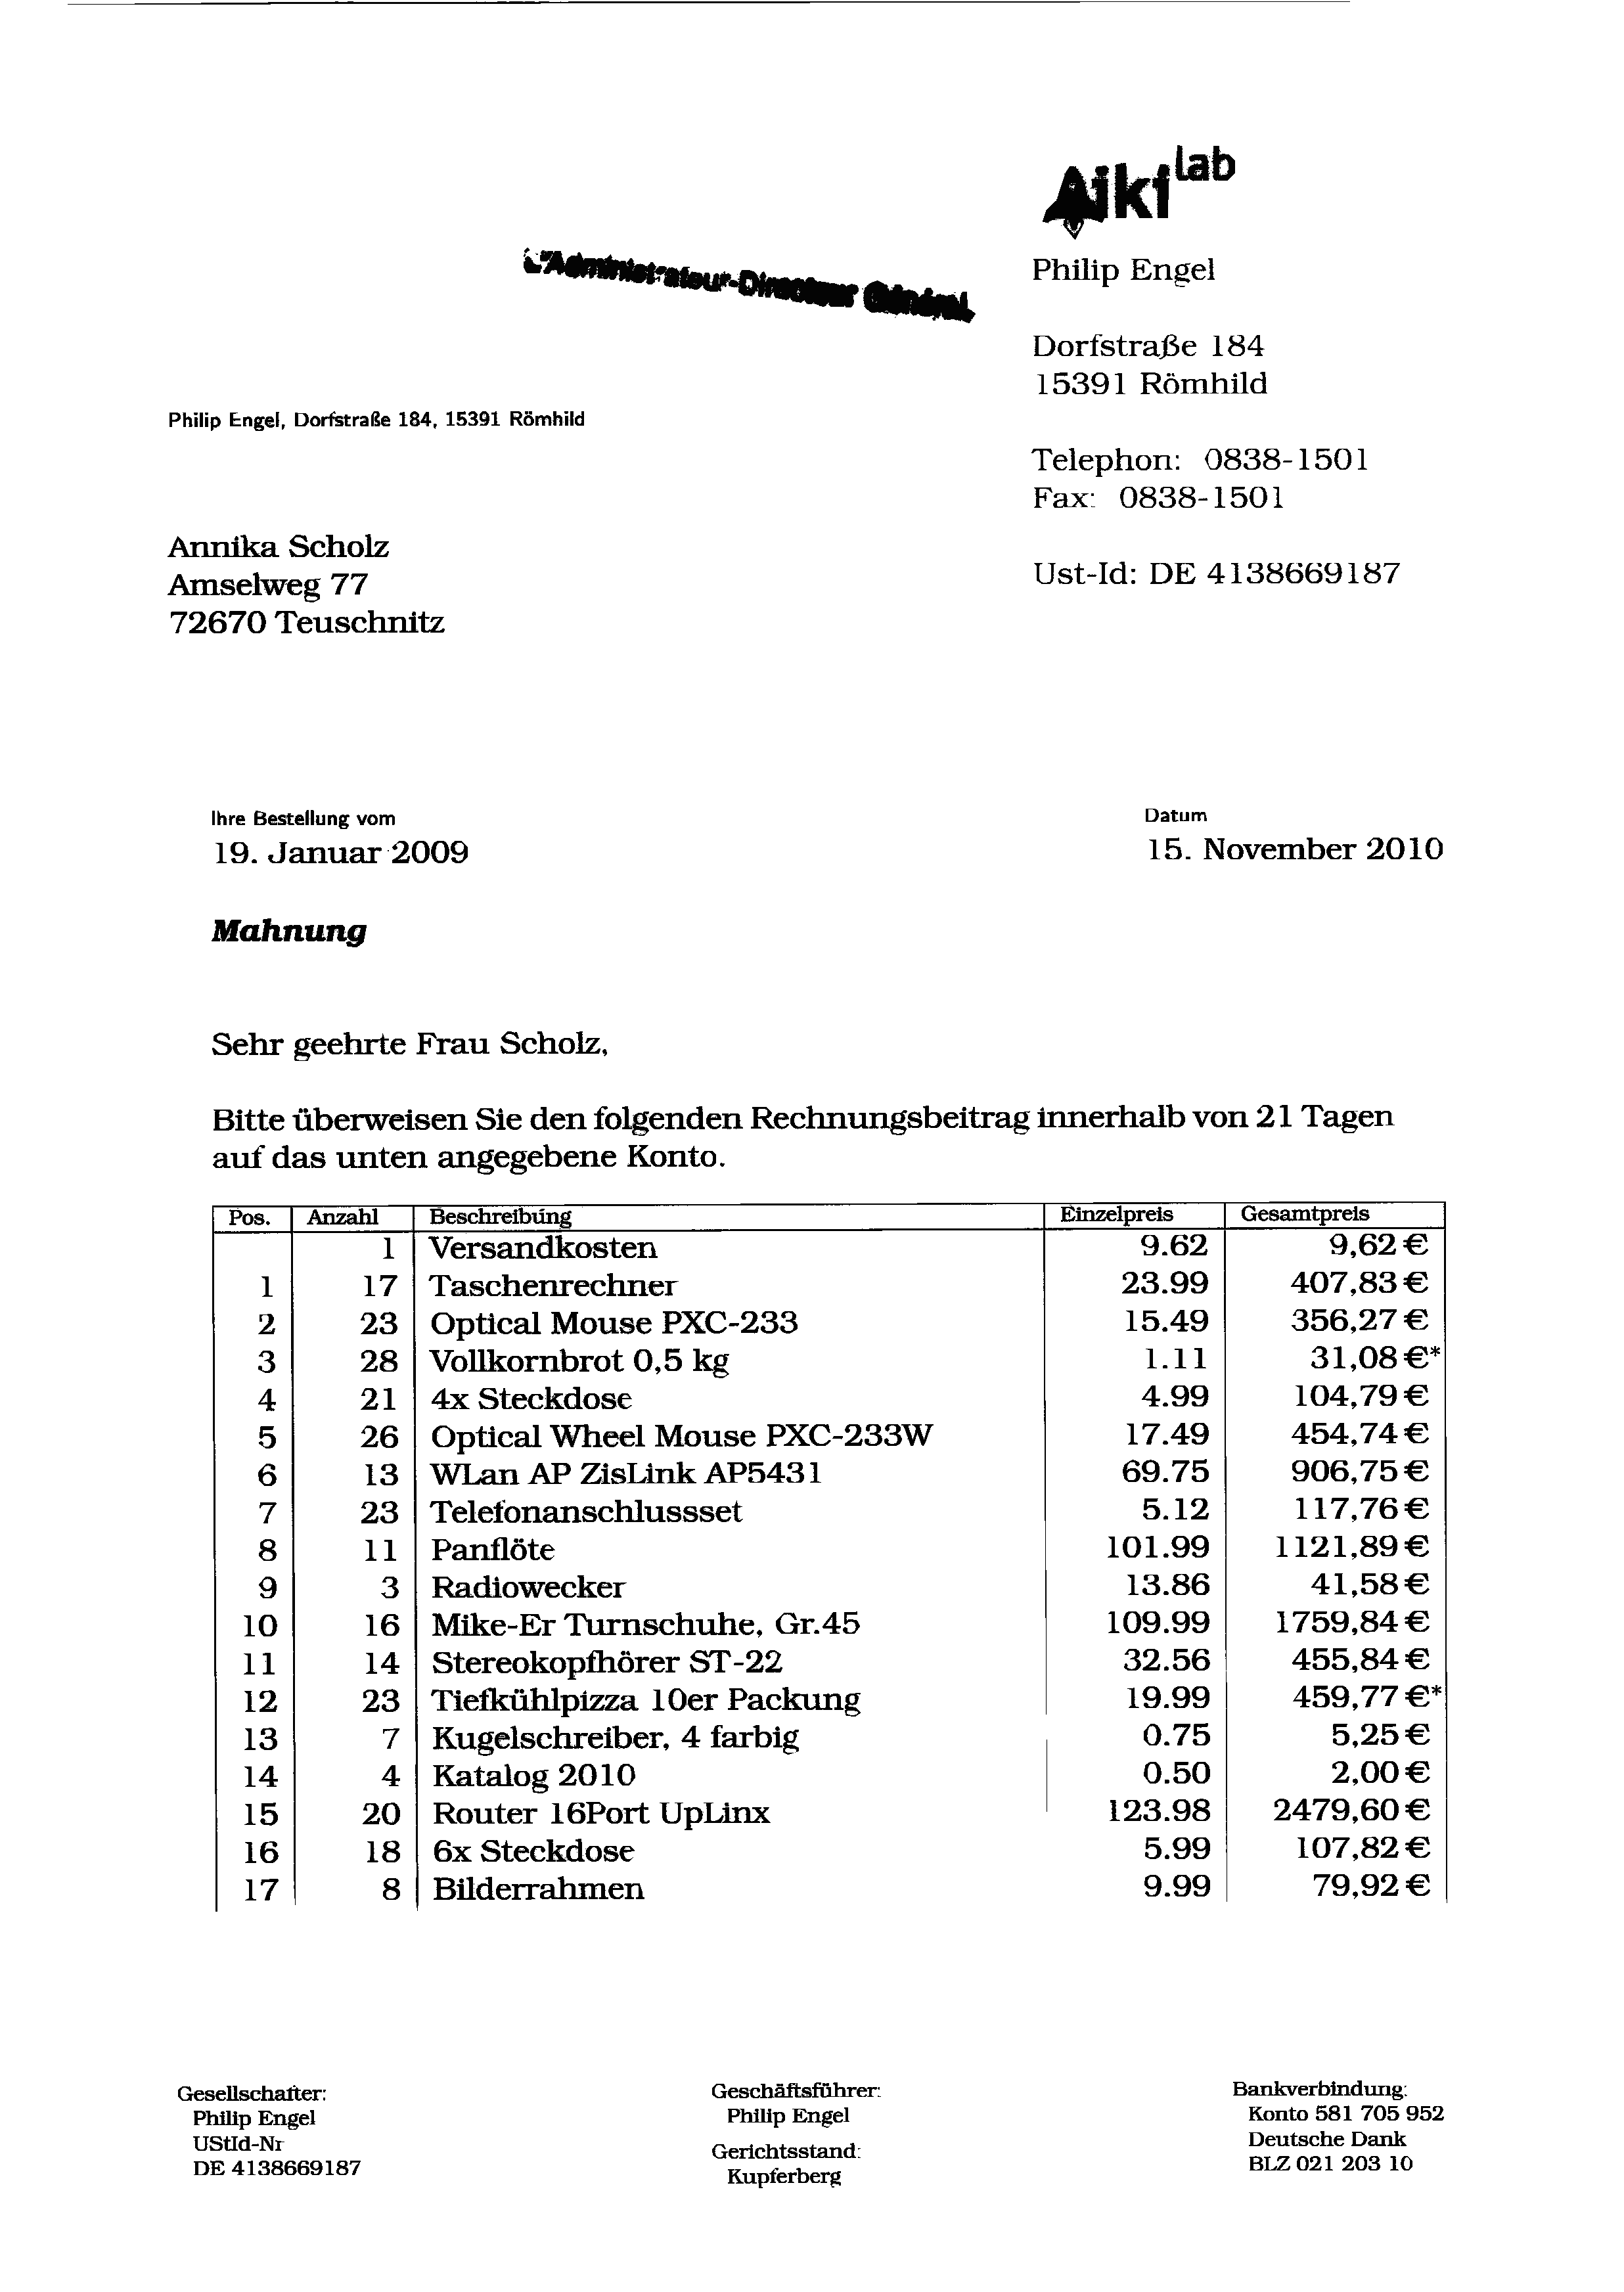 Aiki lab
L'Administrateur-Directeur Général,
Philip Engel
Dorfstraße 184
15391 Römhild
Philip Engel, Dorfstraße 184, 15391 Römhild
Telephon: 0838-1501
Fax: 0838-1501
Annika Scholz
Amselweg 77
72670 Teuschnitz
Ust-Id: DE 4138669187
Ihre Bestellung vom
19. Januar 2009
Datum
15. November 2010
Mahnung
Sehr geehrte Frau Scholz,
Bitte überweisen Sie den folgenden Rechnungsbeitrag innerhalb von 21 Tagen
auf das unten angegebene Konto.
Pos. Anzahl Beschreibung Einzelpreis Gesamtpreis
1 Versandkosten 9.62 9,62 €
1 17 Taschenrechner 23.99 407,83 €
2 23 Optical Mouse PXC-233 15.49 356,27 €
3 28 Vollkornbrot 0,5 kg 1.11 31,08 €*
4 21 4x Steckdose 4.99 104,79 €
5 26 Optical Wheel Mouse PXC-233W 17.49 454,74 €
6 13 WLan AP ZisLink AP5431 69.75 906,75 €
7 23 Telefonanschlussset 5.12 117,76 €
8 11 Panflöte 101.99 1121,89 €
9 3 Radiowecker 13.86 41,58 €
10 16 Mike-Er Turnschuhe, Gr.45 109.99 1759,84 €
11 14 Stereokopfhörer ST-22 32.56 455,84 €
12 23 Tiefkühlpizza 10er Packung 19.99 459,77 €*
13 7 Kugelschreiber, 4 farbig 0.75 5,25 €
14 4 Katalog 2010 0.50 2,00 €
15 20 Router 16Port UpLinx 123.98 2479,60 €
16 18 6x Steckdose 5.99 107,82 €
17 8 Bilderrahmen 9.99 79,92 €
Gesellschafter:
Philip Engel
UStId-Nr
DE 4138669187
Geschäftsführer:
Philip Engel
Gerichtsstand:
Kupferberg
Bankverbindung:
Konto 581 705 952
Deutsche Dank
BLZ 021 203 10